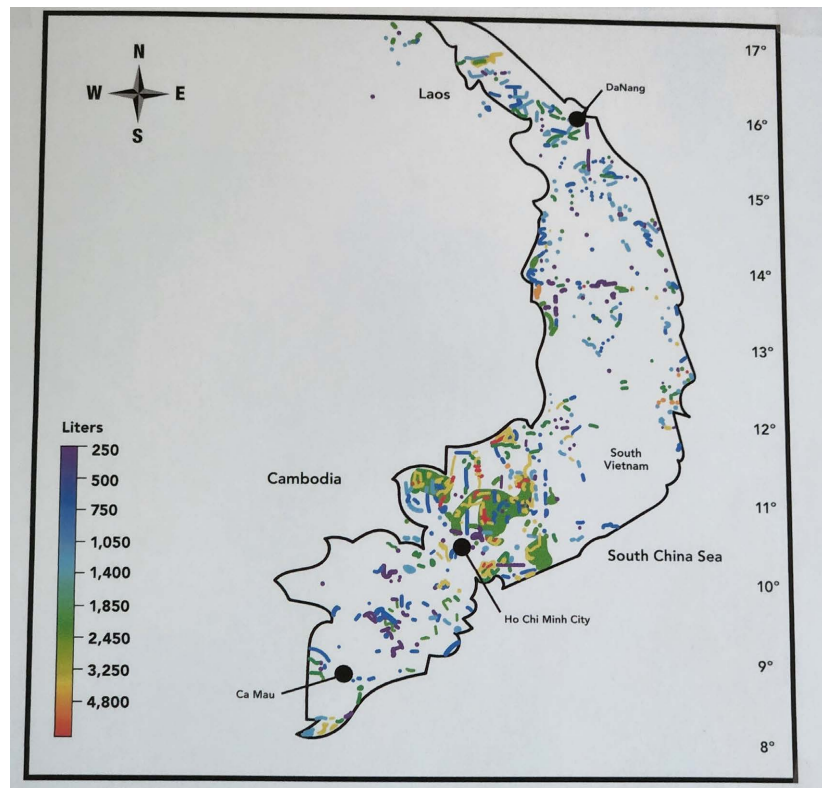 N
W
E
S
Laos
DaNang
17°
16°
15°
14°
13°
12°
11°
10°
9°
8°
Liters
250
500
750
1,050
1,400
1,850
2,450
3,250
4,800
Cambodia
South
Vietnam
South China Sea
Ho Chi Minh City
Ca Mau